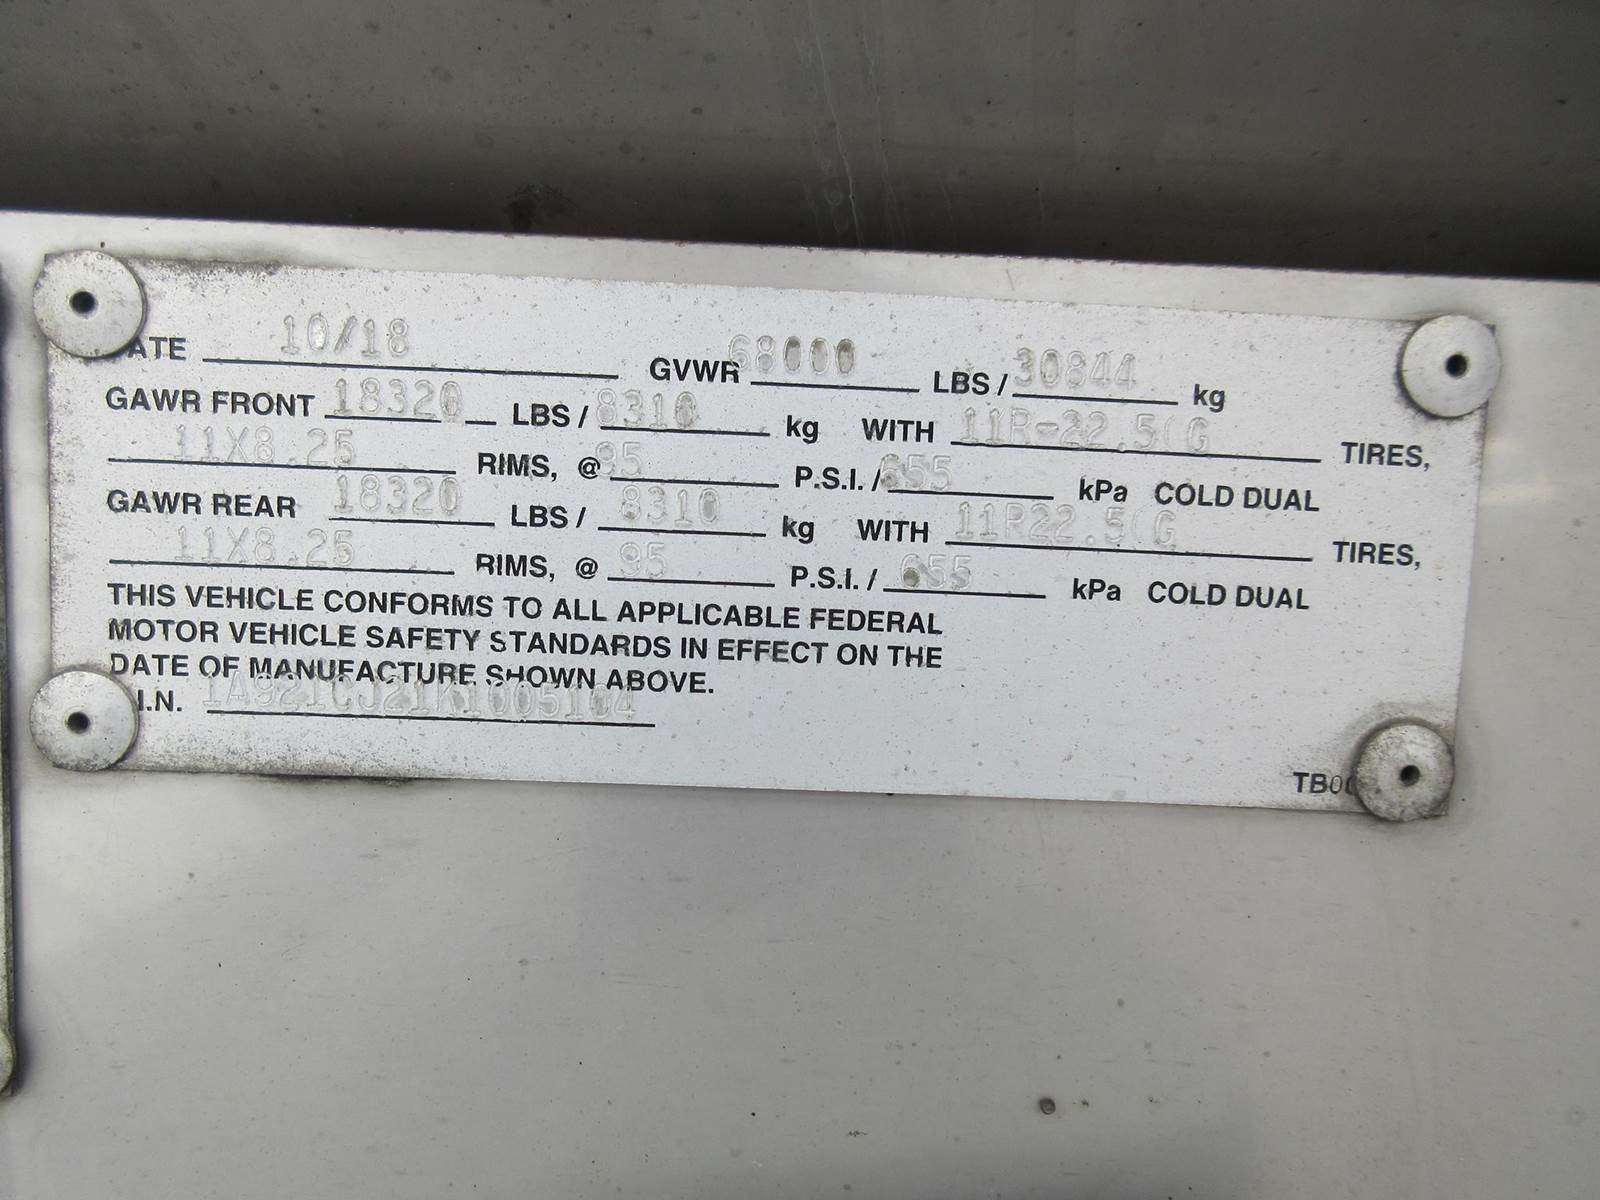 ATE 10/18 GVWR 68000 LBS / 30844 kg
GAWR FRONT 18320 LBS / 8310 kg WITH 11R-22.5(G TIRES,
11X8.25 RIMS, @ 95 P.S.I. / 655 kPa COLD DUAL
GAWR REAR 18320 LBS / 8310 kg WITH 11R22.5(G TIRES,
11X8.25 RIMS, @ 95 P.S.I. / 655 kPa COLD DUAL
THIS VEHICLE CONFORMS TO ALL APPLICABLE FEDERAL
MOTOR VEHICLE SAFETY STANDARDS IN EFFECT ON THE
DATE OF MANUFACTURE SHOWN ABOVE.
.I.N. 1A921CJ21K1005104